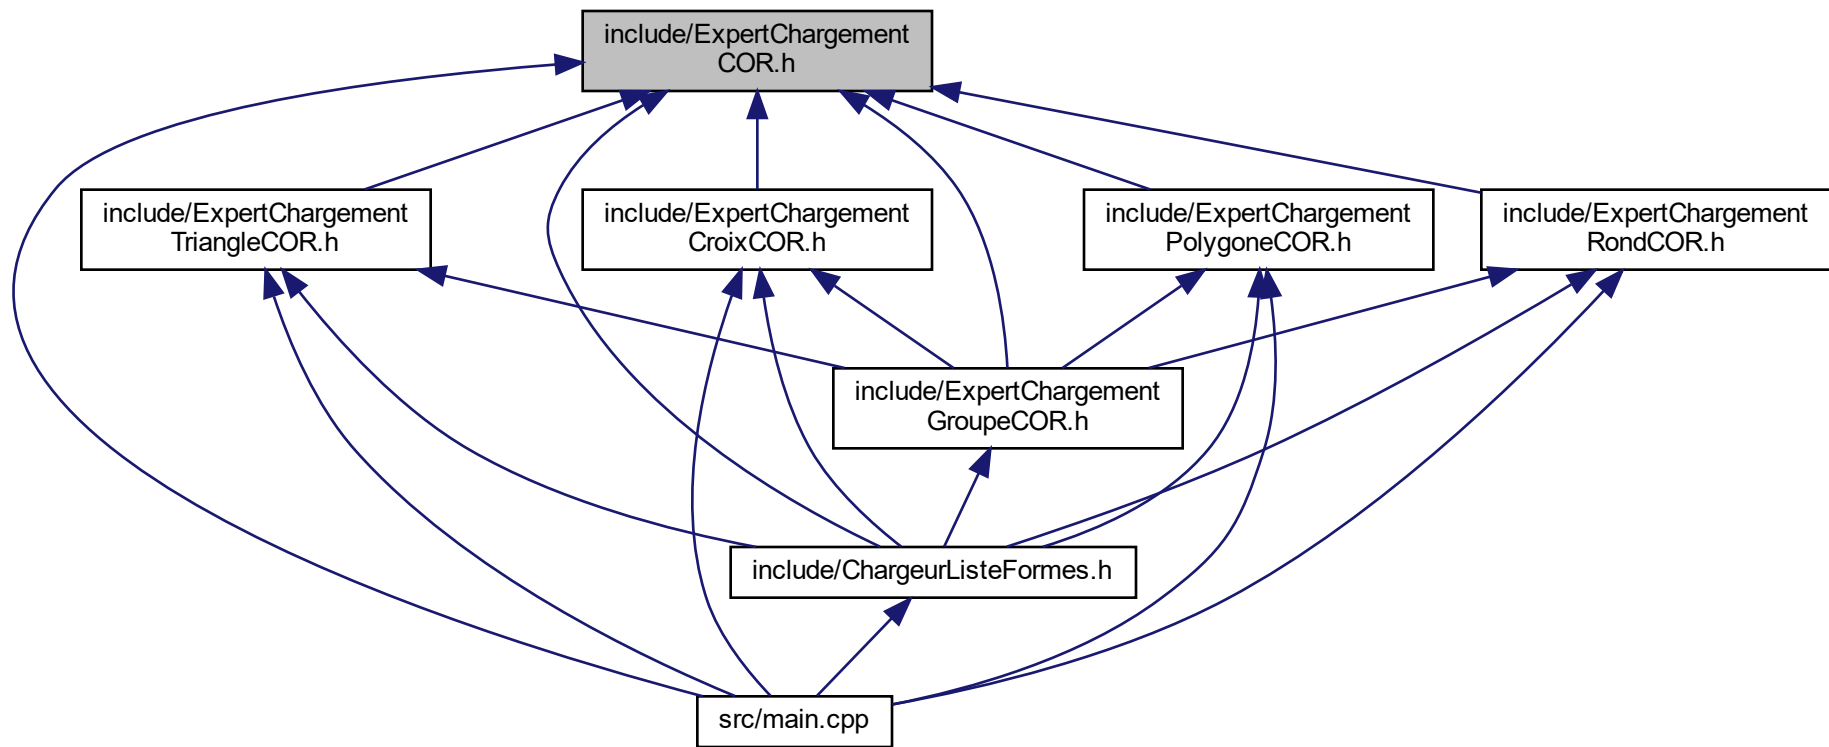 include/ExpertChargement
COR.h
include/ExpertChargement
TriangleCOR.h
include/ExpertChargement
CroixCOR.h
include/ExpertChargement
PolygoneCOR.h
include/ExpertChargement
RondCOR.h
include/ExpertChargement
GroupeCOR.h
include/ChargeurListeFormes.h
src/main.cpp